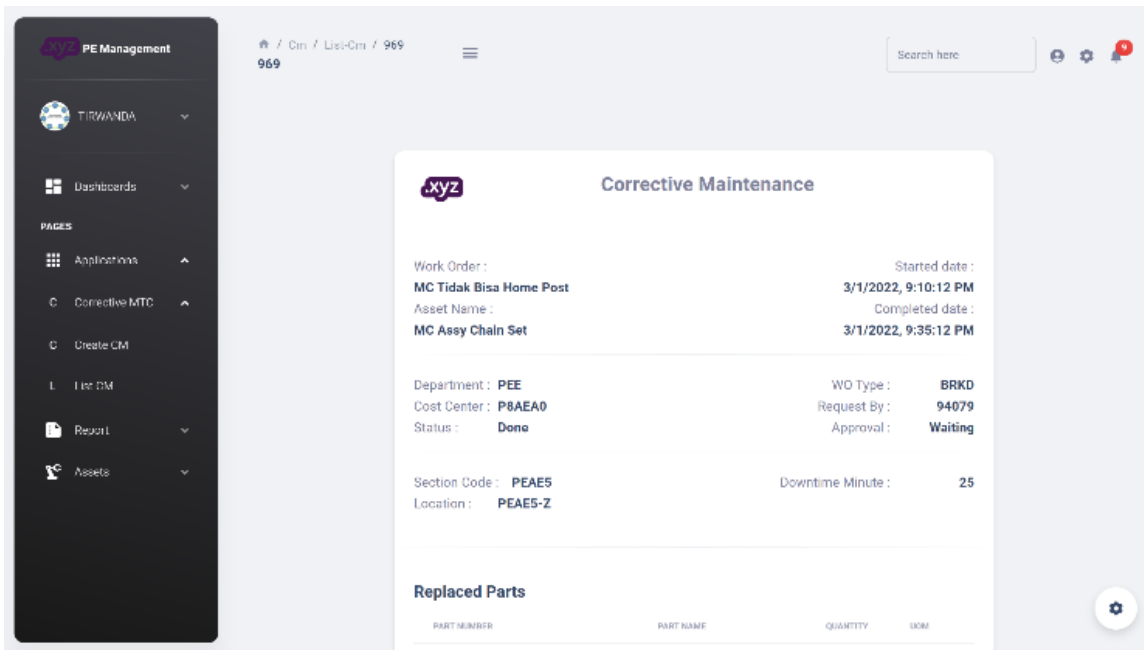 .xyz PE Management
TIRWANDA
Dashboards
PAGES
Applications
C Corrective MTC
C Create CM
L List CM
Report
Assets
/ Cm / List-Cm / 969
969
Search here
9
.xyz
Corrective Maintenance
Work Order :
MC Tidak Bisa Home Post
Asset Name :
MC Assy Chain Set
Started date :
3/1/2022, 9:10:12 PM
Completed date :
3/1/2022, 9:35:12 PM
Department : PEE
Cost Center : P8AEA0
Status : Done
WO Type : BRKD
Request By : 94079
Approval : Waiting
Section Code : PEAE5
Location : PEAE5-Z
Downtime Minute : 25
Replaced Parts
PART NUMBER PART NAME QUANTITY UOM